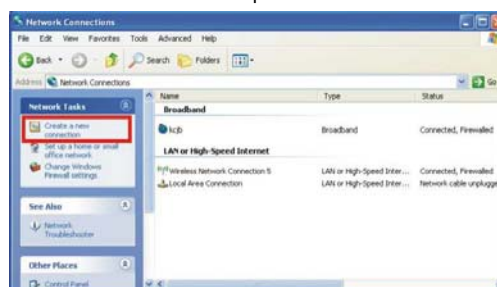 Network Connections
File Edit View Favorites Tools Advanced Help
Back Search Folders
Address Network Connections Go
Network Tasks
Create a new
connection
Set up a home or small
office network
Change Windows
Firewall settings
See Also
Network
Troubleshooter
Other Places
Control Panel
Name Type Status
Broadband
kcjb Broadband Connected, Firewalled
LAN or High-Speed Internet
Wireless Network Connection 5 LAN or High-Speed Inter... Connected, Firewalled
Local Area Connection LAN or High-Speed Inter... Network cable unplugge